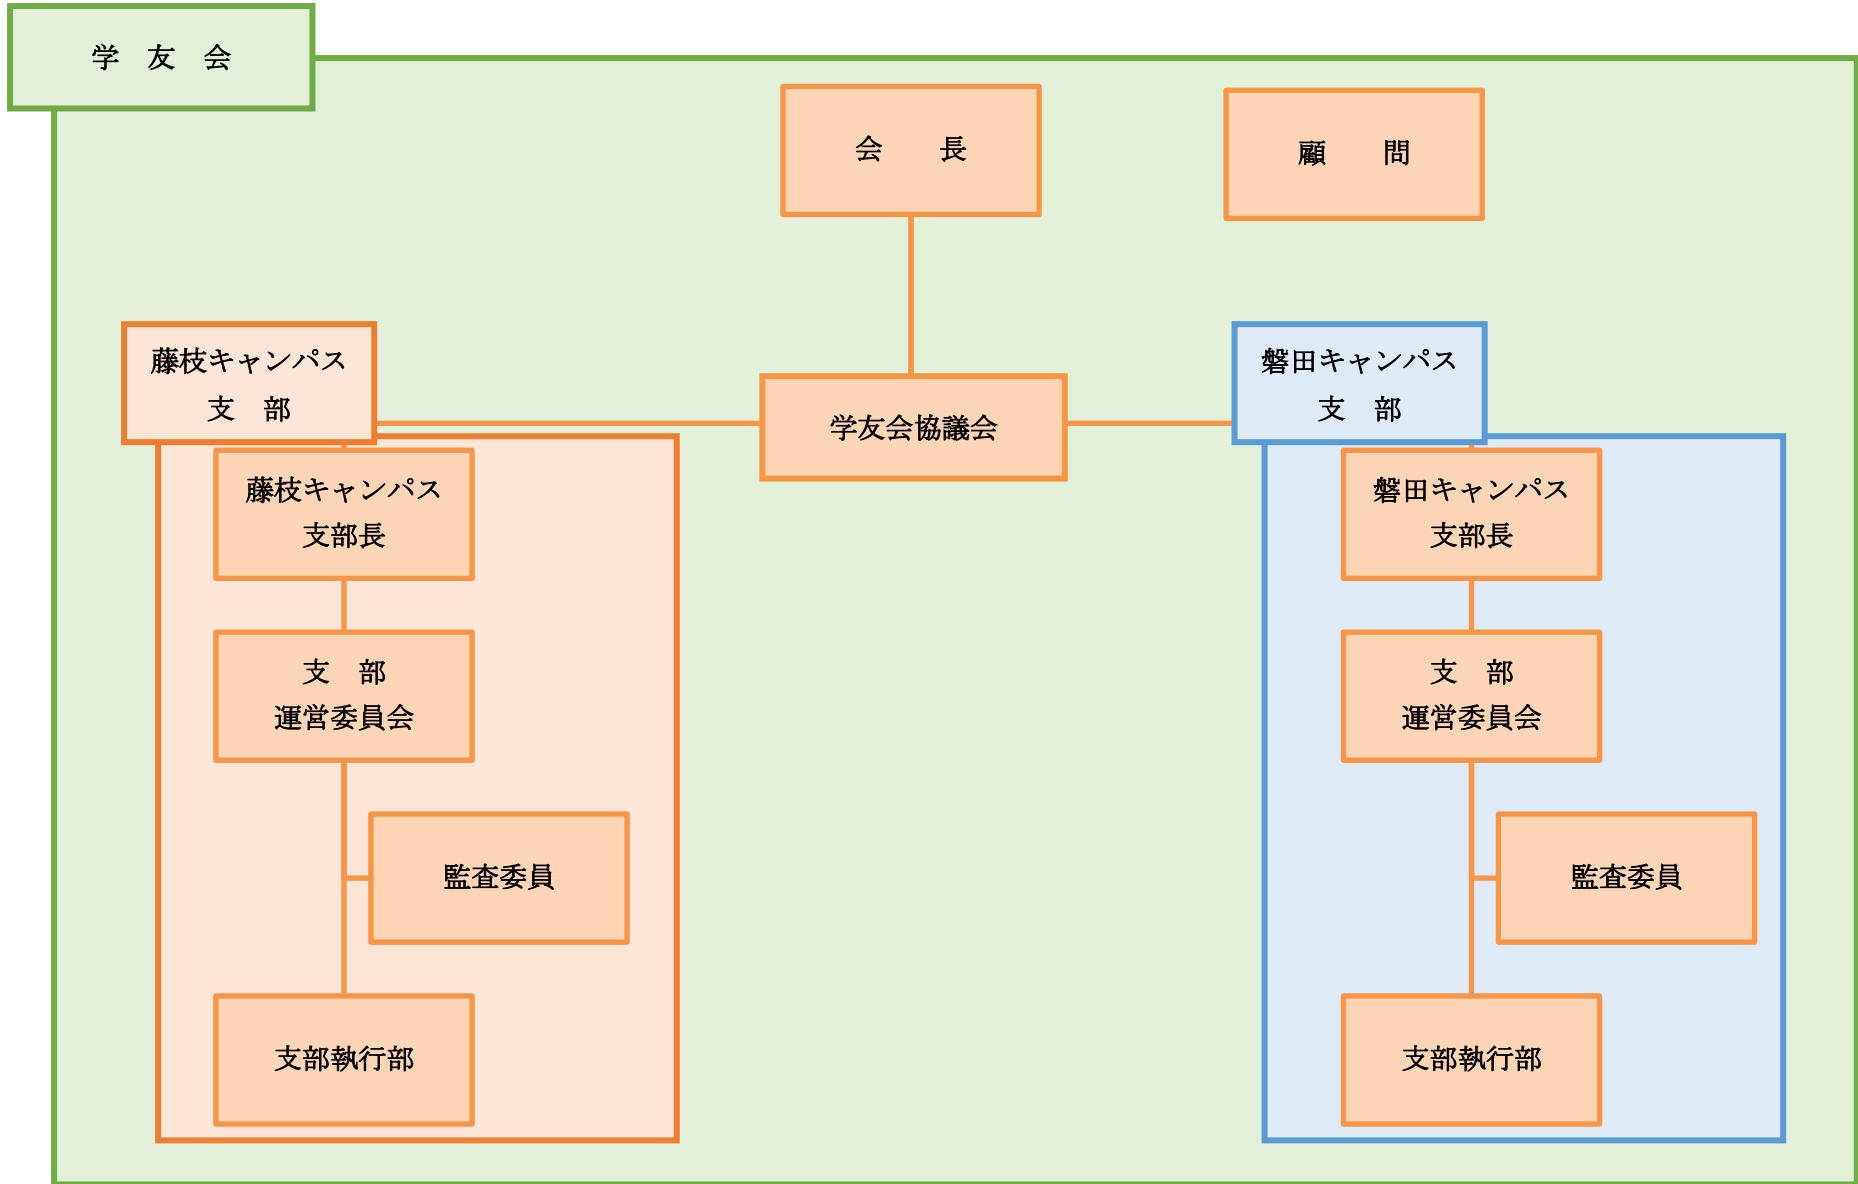 学　友　会
会　　長
顧　　問
藤枝キャンパス
支　部
学友会協議会
磐田キャンパス
支　部
藤枝キャンパス
支部長
支　部
運営委員会
監査委員
支部執行部
磐田キャンパス
支部長
支　部
運営委員会
監査委員
支部執行部